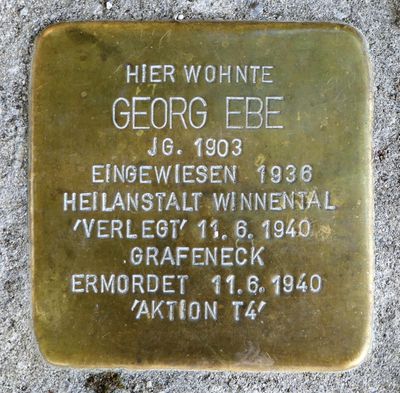 HIER WOHNTE
GEORG EBE
JG. 1903
EINGEWIESEN 1936
HEILANSTALT WINNENTAL
'VERLEGT' 11.6.1940
GRAFENECK
ERMORDET 11.6.1940
'AKTION T4'